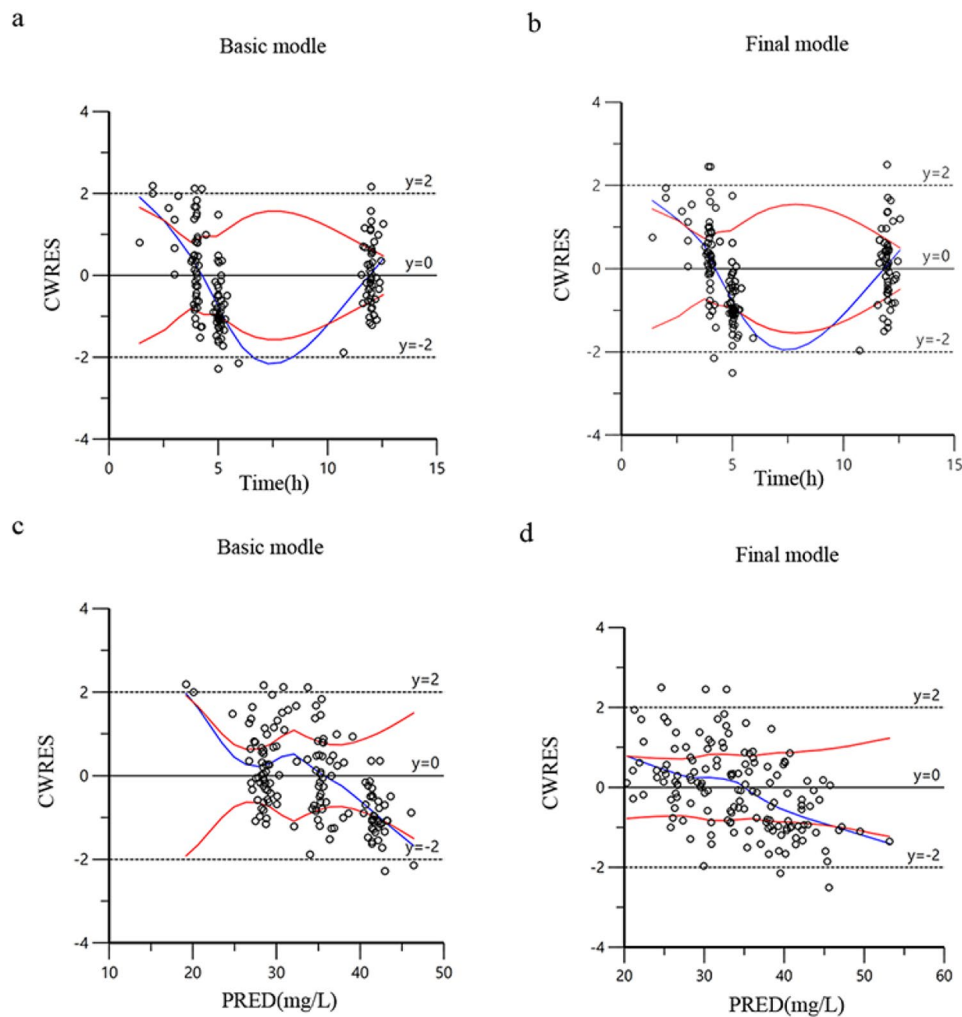 a
Basic modle
4
2
0
-2
-4
CWRES
y=2
y=0
y=-2
0
5
10
15
Time(h)
b
Final modle
4
2
0
-2
-4
CWRES
y=2
y=0
y=-2
0
5
10
15
Time(h)
c
Basic modle
4
2
0
-2
-4
CWRES
y=2
y=0
y=-2
10
20
30
40
50
PRED(mg/L)
d
Final modle
4
2
0
-2
-4
CWRES
y=2
y=0
y=-2
20
30
40
50
60
PRED(mg/L)